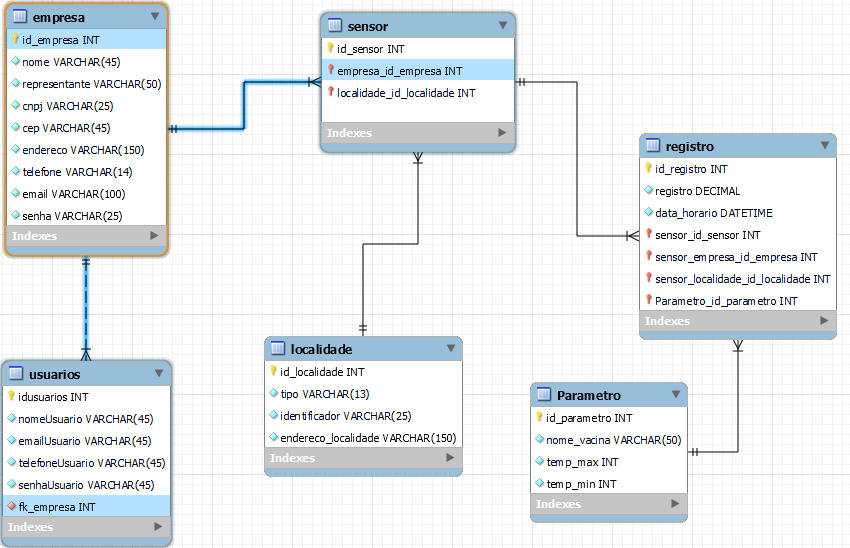 empresa
id_empresa INT
nome VARCHAR(45)
representante VARCHAR(50)
cnpj VARCHAR(25)
cep VARCHAR(45)
endereco VARCHAR(150)
telefone VARCHAR(14)
email VARCHAR(100)
senha VARCHAR(25)
Indexes
sensor
id_sensor INT
empresa_id_empresa INT
localidade_id_localidade INT
Indexes
registro
id_registro INT
registro DECIMAL
data_horario DATETIME
sensor_id_sensor INT
sensor_empresa_id_empresa INT
sensor_localidade_id_localidade INT
Parametro_id_parametro INT
Indexes
usuarios
idusuarios INT
nomeUsuario VARCHAR(45)
emailUsuario VARCHAR(45)
telefoneUsuario VARCHAR(45)
senhaUsuario VARCHAR(45)
fk_empresa INT
Indexes
localidade
id_localidade INT
tipo VARCHAR(13)
identificador VARCHAR(25)
endereco_localidade VARCHAR(150)
Indexes
Parametro
id_parametro INT
nome_vacina VARCHAR(50)
temp_max INT
temp_min INT
Indexes